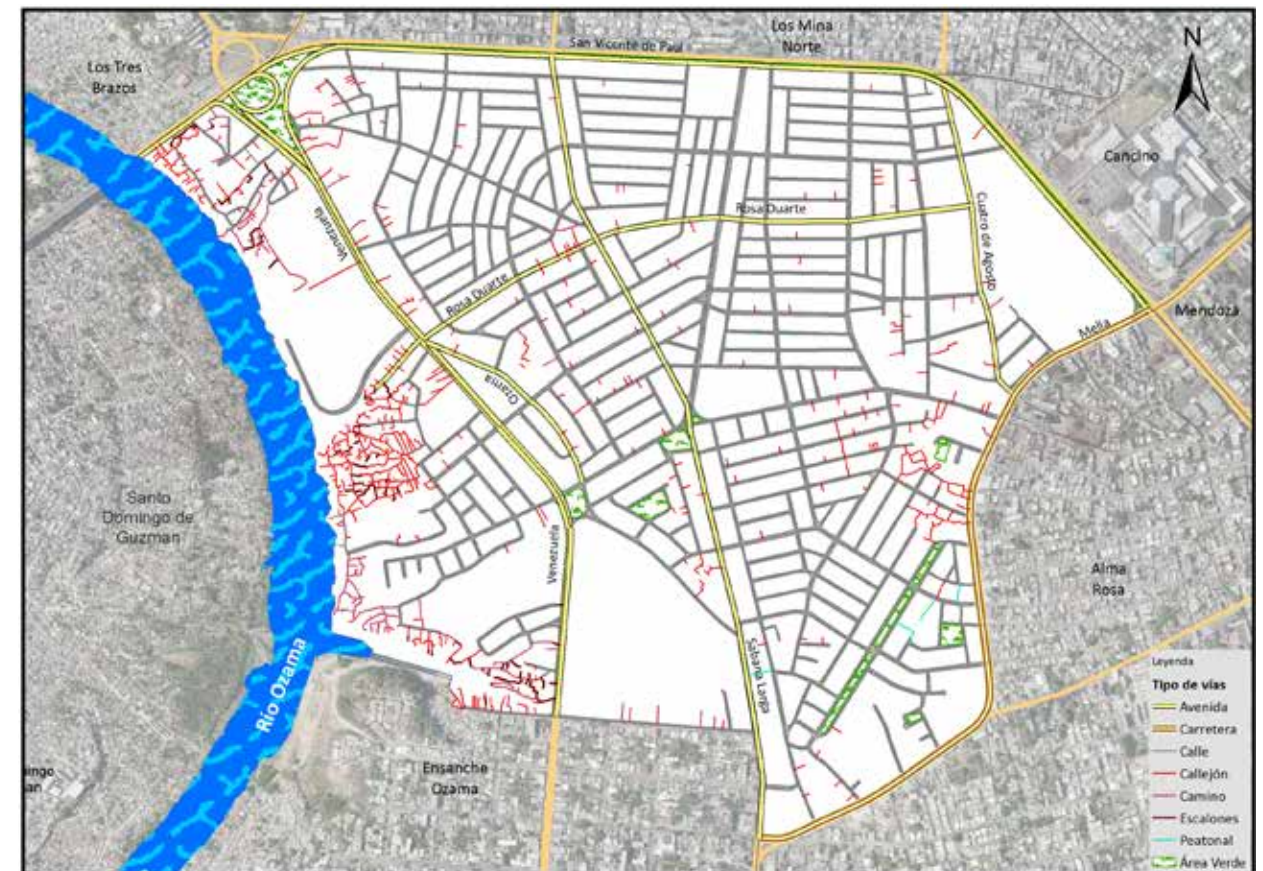 Los Mina
Norte
N
San Vicente de Paul
Los Tres
Brazos
Cancino
Rosa Duarte
Cuatro de Agosto
Venezuela
Rosa Duarte
Mendoza
Mella
Ozama
Santo
Domingo de
Guzman
Venezuela
Alma
Rosa
Sabana Larga
Río Ozama
Leyenda
Tipo de vías
Avenida
Carretera
Calle
Callejón
Camino
Escalones
Peatonal
Área Verde
Ensanche
Ozama